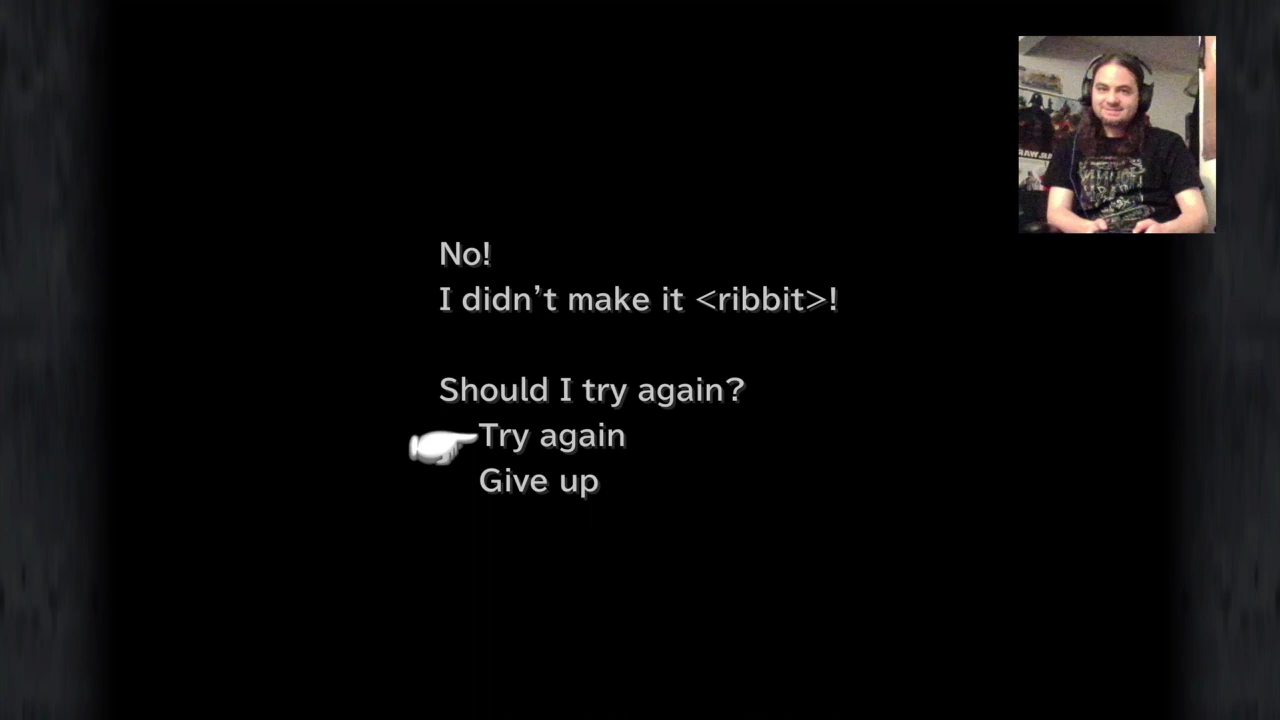 No!
I didn't make it <ribbit>!
Should I try again?
Try again
Give up